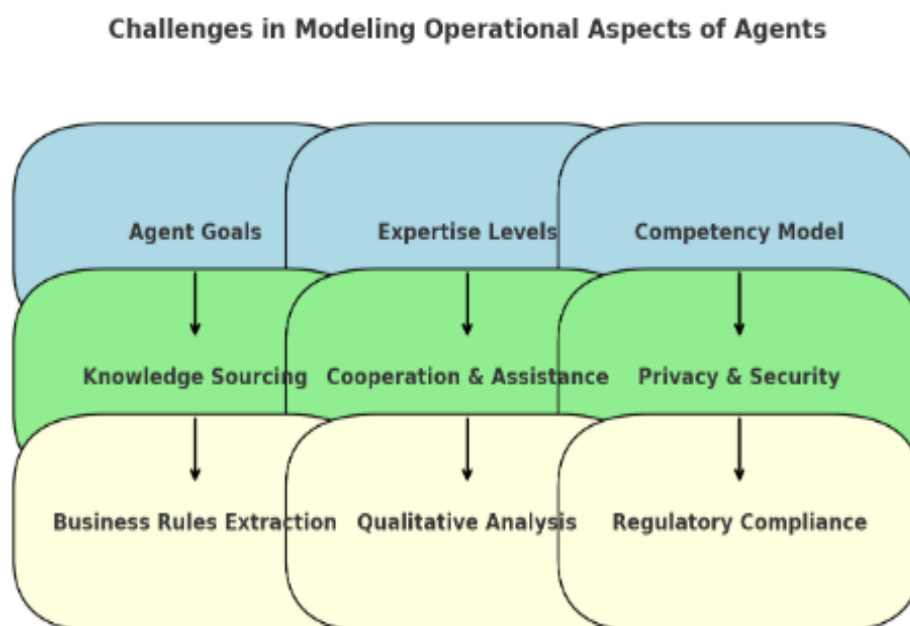 Challenges in Modeling Operational Aspects of Agents
Agent Goals
Expertise Levels
Competency Model
Knowledge Sourcing
Cooperation & Assistance
Privacy & Security
Business Rules Extraction
Qualitative Analysis
Regulatory Compliance